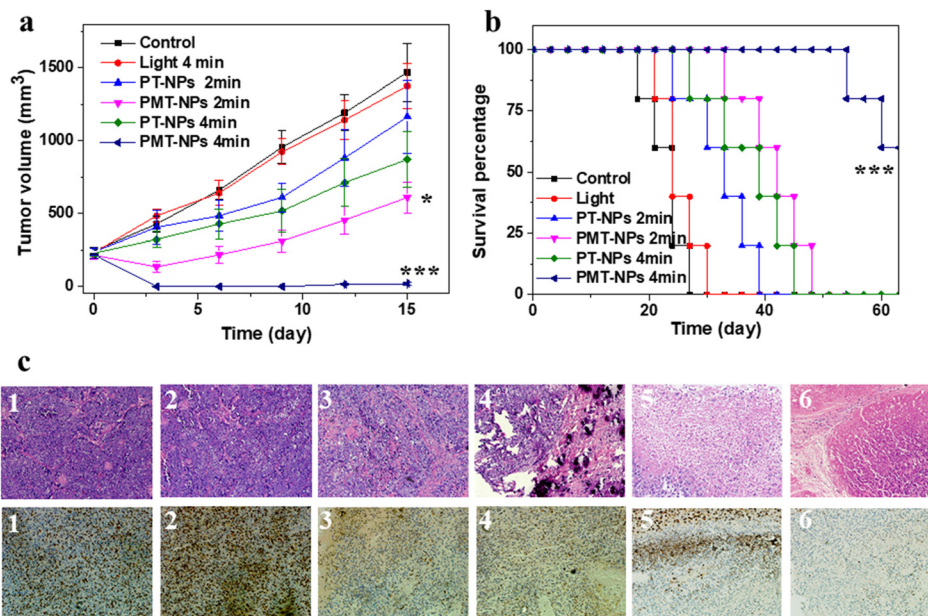 a
Tumor volume (mm³)
1500
1000
500
0
Control
Light 4 min
PT-NPs 2min
PMT-NPs 2min
PT-NPs 4min
PMT-NPs 4min
*
***
0
5
10
15
Time (day)
b
Survival percentage
100
75
50
25
0
***
Control
Light
PT-NPs 2min
PMT-NPs 2min
PT-NPs 4min
PMT-NPs 4min
0
20
40
60
Time (day)
c
1 2 3 4 5 6
1 2 3 4 5 6